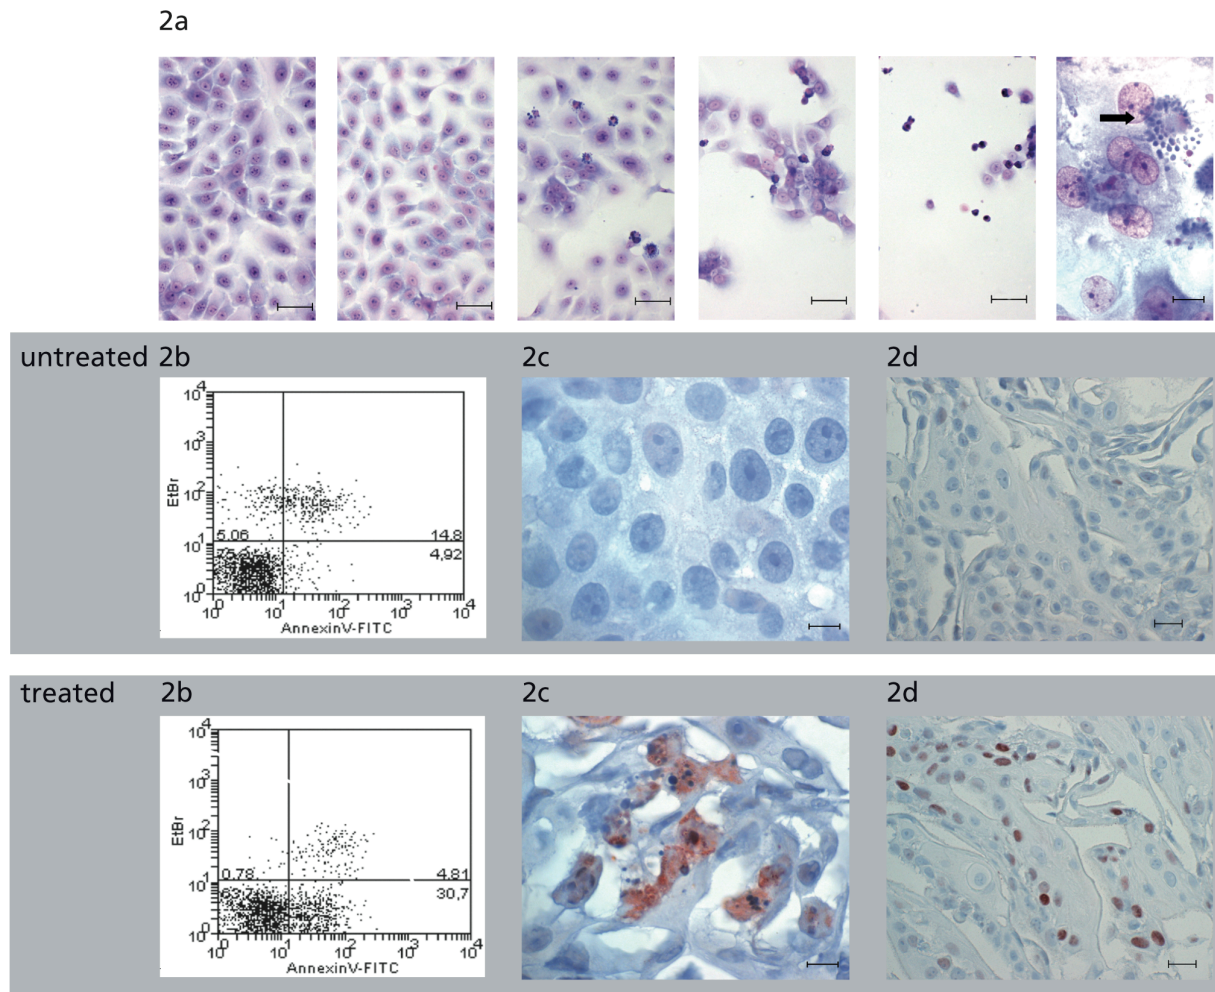 2a
untreated 2b 2c 2d
10^4
10^3
10^2
10^1
10^0
EtBr
5.06 14.8
4,92
10^0 10^1 10^2 10^3 10^4
AnnexinV-FITC
treated 2b 2c 2d
10^4
10^3
10^2
10^1
10^0
EtBr
0.78 4.81
30,7
10^0 10^1 10^2 10^3 10^4
AnnexinV-FITC